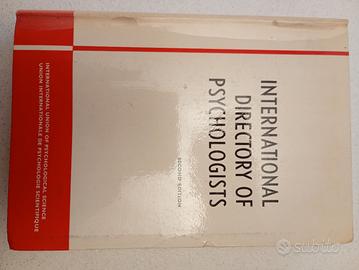 INTERNATIONAL
DIRECTORY OF
PSYCHOLOGISTS
SECOND EDITION
INTERNATIONAL UNION OF PSYCHOLOGICAL SCIENCE
UNION INTERNATIONALE DE PSYCHOLOGIE SCIENTIFIQUE
subito